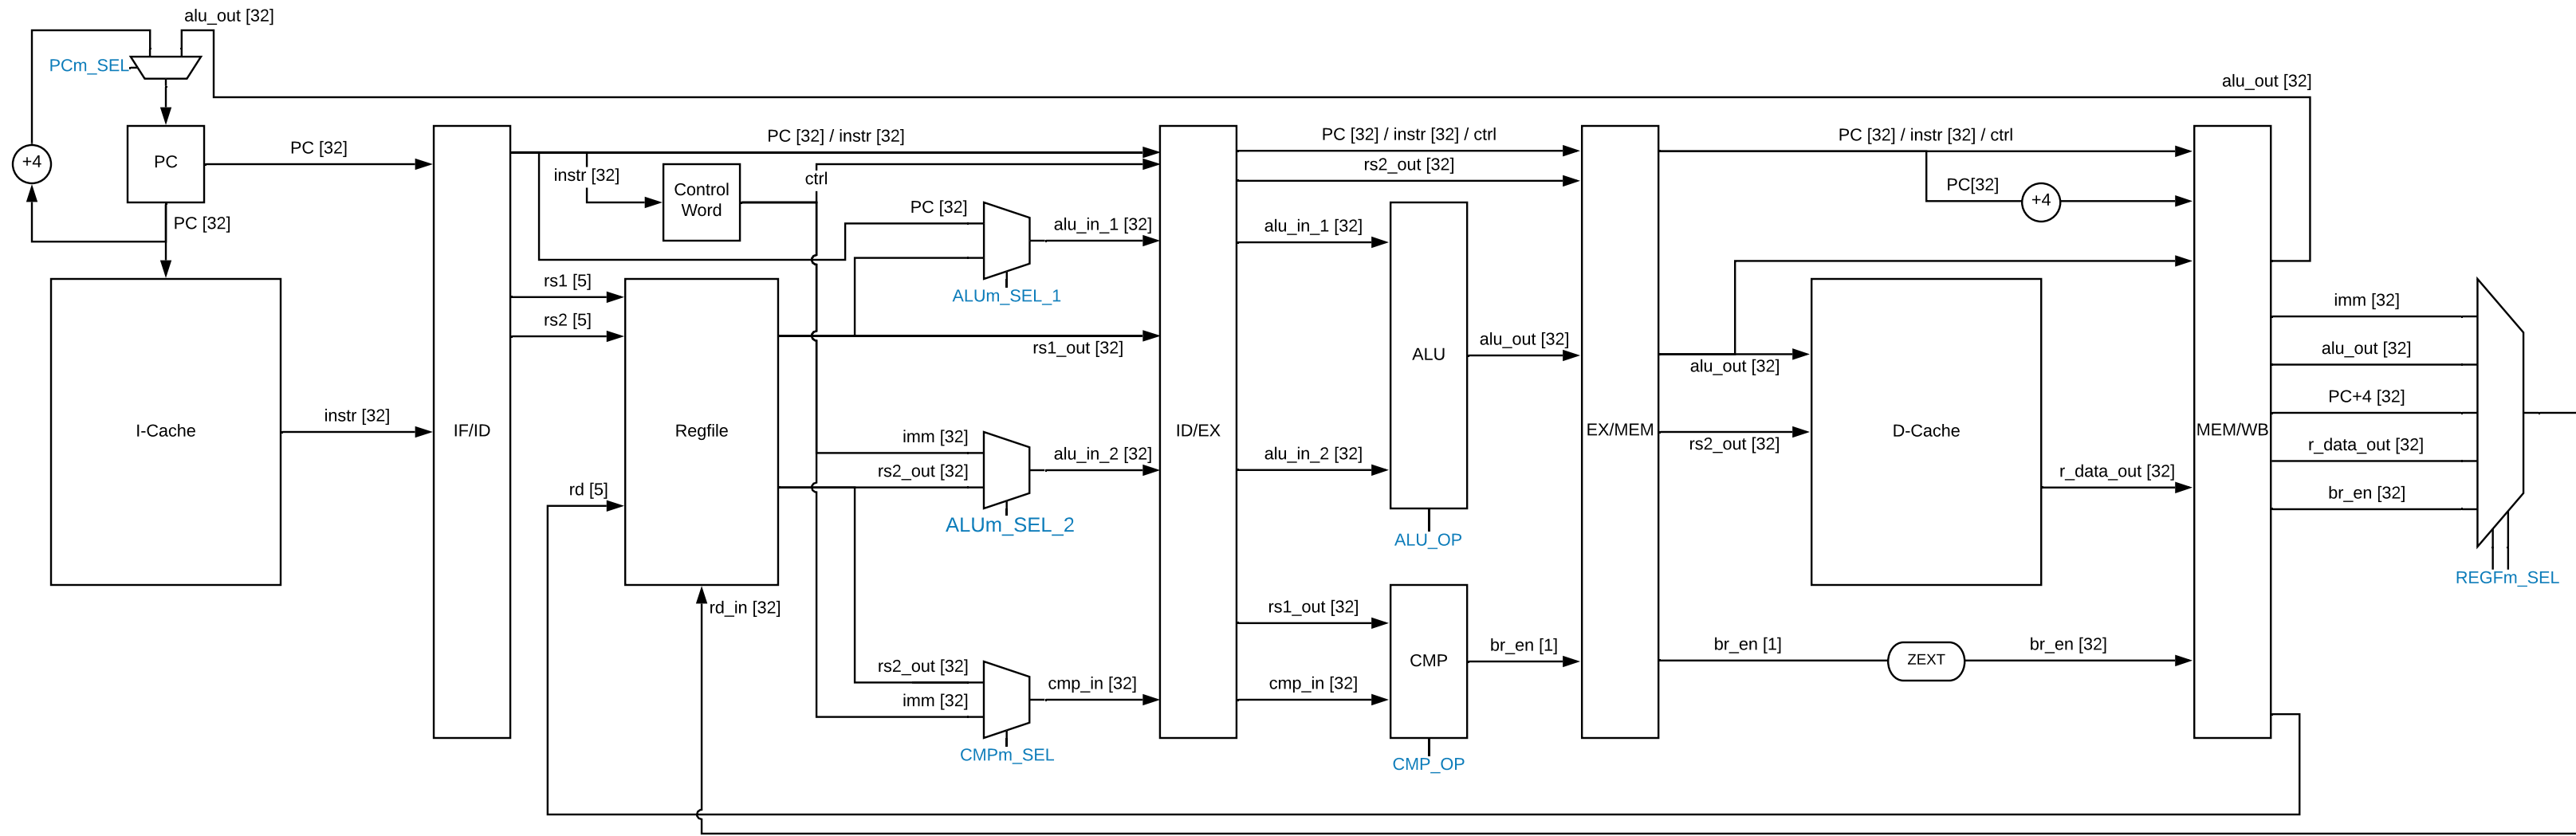 alu_out [32]
PCm_SEL
alu_out [32]
+4
PC
PC [32]
PC [32]
I-Cache
instr [32]
IF/ID
PC [32] / instr [32]
instr [32]
Control
Word
ctrl
PC [32]
alu_in_1 [32]
ALUm_SEL_1
rs1 [5]
rs2 [5]
rs1_out [32]
Regfile
imm [32]
rs2_out [32]
alu_in_2 [32]
ALUm_SEL_2
rd [5]
rd_in [32]
rs2_out [32]
imm [32]
cmp_in [32]
CMPm_SEL
ID/EX
PC [32] / instr [32] / ctrl
rs2_out [32]
alu_in_1 [32]
ALU
alu_out [32]
alu_in_2 [32]
ALU_OP
rs1_out [32]
CMP
br_en [1]
cmp_in [32]
CMP_OP
EX/MEM
PC [32] / instr [32] / ctrl
PC[32]
+4
alu_out [32]
rs2_out [32]
D-Cache
r_data_out [32]
br_en [1]
ZEXT
br_en [32]
MEM/WB
imm [32]
alu_out [32]
PC+4 [32]
r_data_out [32]
br_en [32]
REGFm_SEL